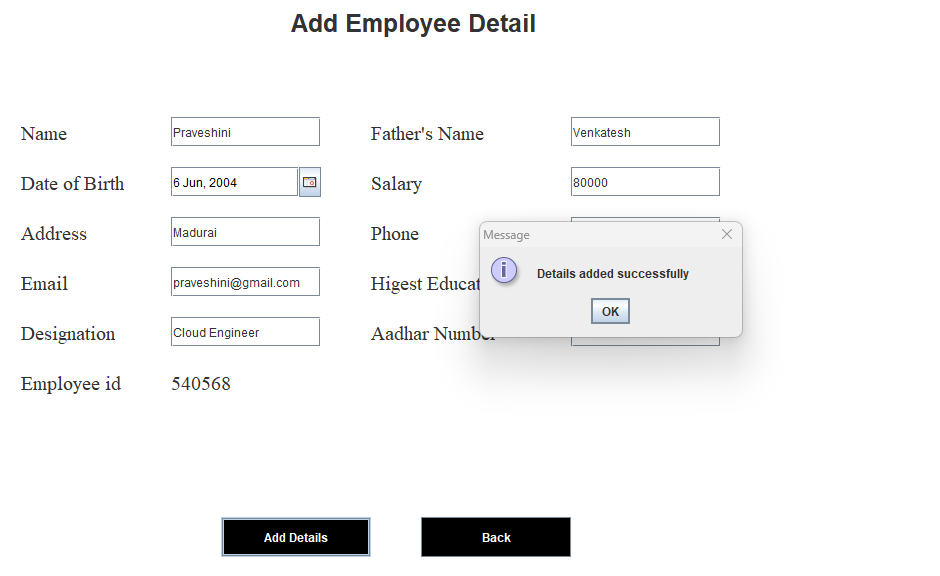 Add Employee Detail
Name Praveshini Father's Name Venkatesh
Date of Birth 6 Jun, 2004 Salary 80000
Address Madurai Phone
Message
Email praveshini@gmail.com Higest
Details added successfully
OK
Designation Cloud Engineer Aadhar Number
Employee id 540568
Add Details Back